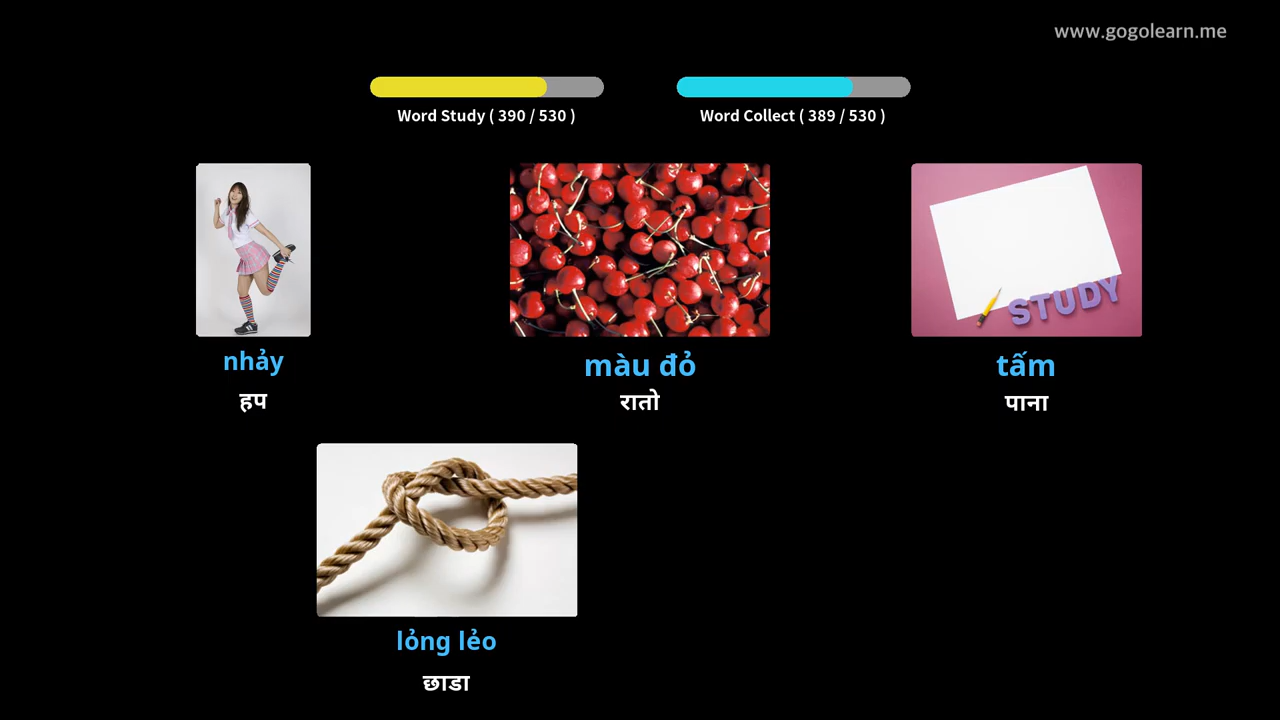 www.gogolearn.me
Word Study ( 390 / 530 )
Word Collect ( 389 / 530 )
STUDY
nhảy
हप
màu đỏ
रातो
tấm
पाना
lỏng lẻo
छाडा